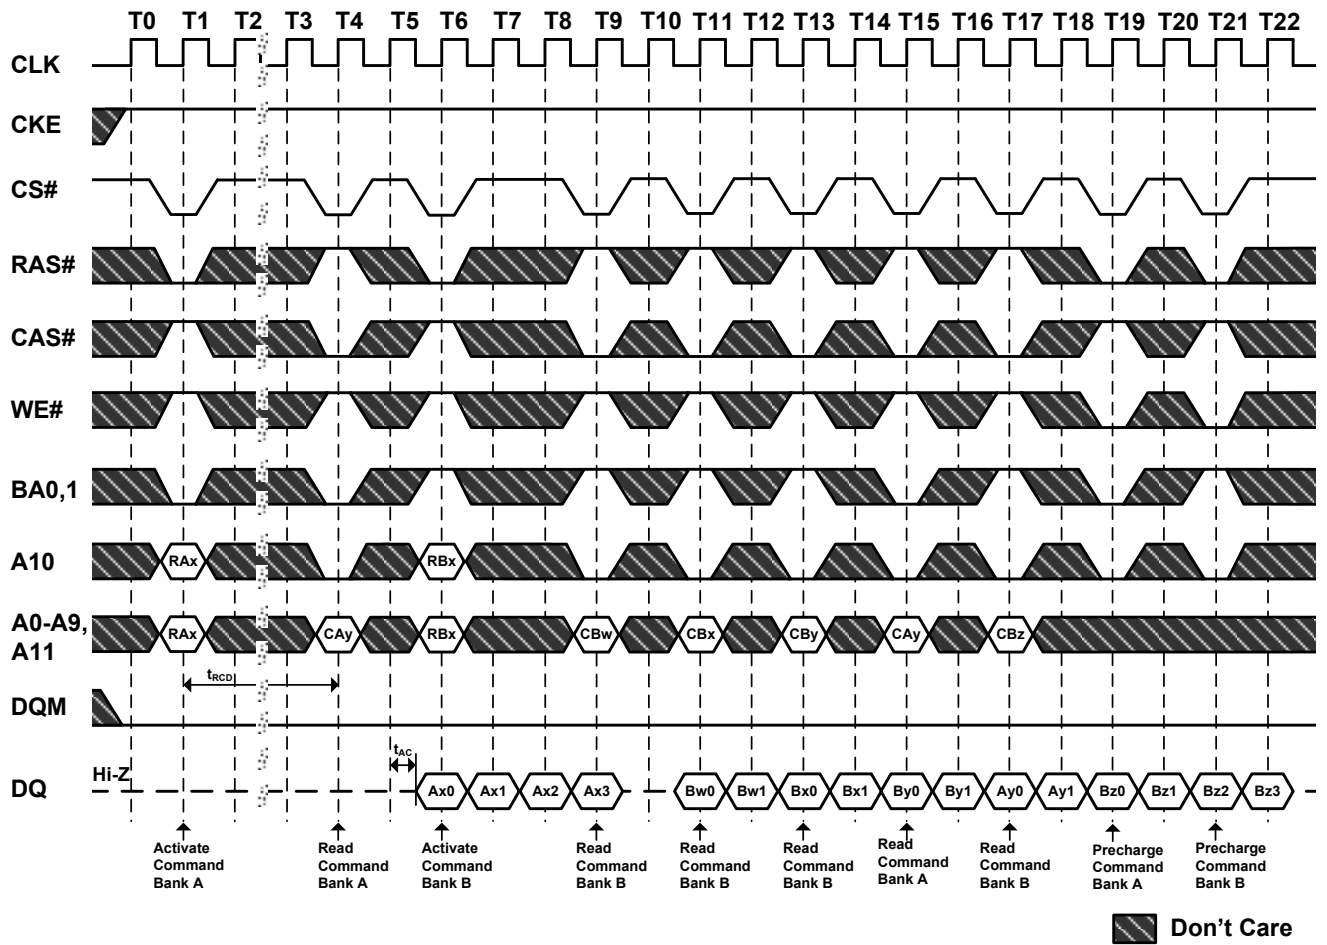 T0 T1 T2 T3 T4 T5 T6 T7 T8 T9 T10 T11 T12 T13 T14 T15 T16 T17 T18 T19 T20 T21 T22
CLK
CKE
CS#
RAS#
CAS#
WE#
BA0,1
A10 RAx RBx
A0-A9, RAx CAy RBx CBw CBx CBy CAy CBz
A11
tRCD
DQM
tAC
Hi-Z
DQ Ax0 Ax1 Ax2 Ax3 Bw0 Bw1 Bx0 Bx1 By0 By1 Ay0 Ay1 Bz0 Bz1 Bz2 Bz3
Activate
Command
Bank A
Read
Command
Bank A
Activate
Command
Bank B
Read
Command
Bank B
Read
Command
Bank B
Read
Command
Bank B
Read
Command
Bank A
Read
Command
Bank B
Precharge
Command
Bank A
Precharge
Command
Bank B
Don't Care